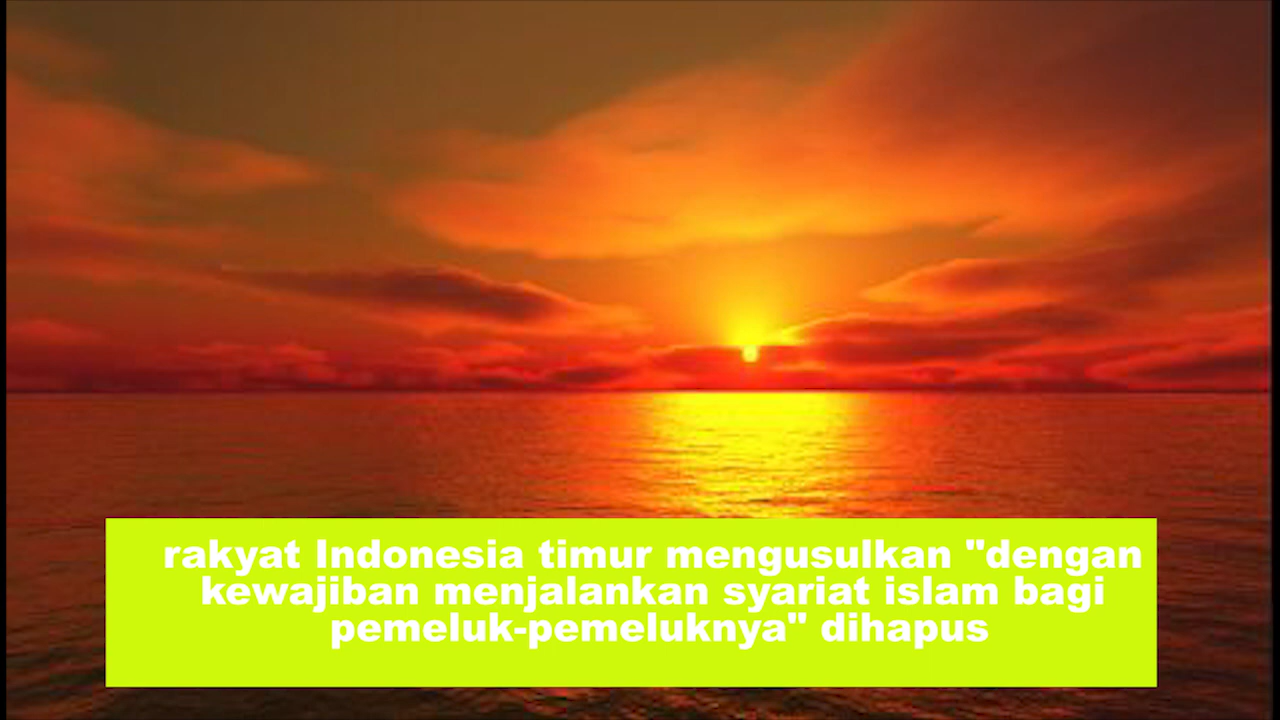 rakyat Indonesia timur mengusulkan "dengan
kewajiban menjalankan syariat islam bagi
pemeluk-pemeluknya" dihapus